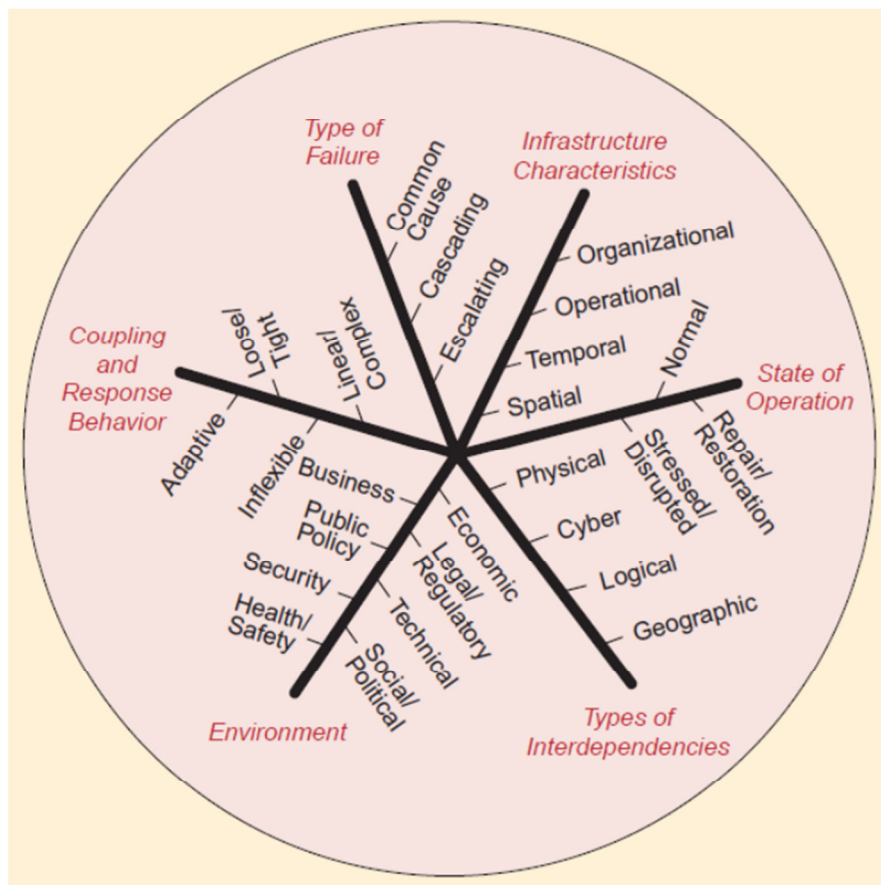 Type of
Failure
Common
Cause
Cascading
Escalating
Infrastructure
Characteristics
Organizational
Operational
Temporal
Spatial
State of
Operation
Normal
Repair/
Restoration
Stressed/
Disrupted
Types of
Interdependencies
Physical
Cyber
Logical
Geographic
Environment
Economic
Legal/
Regulatory
Technical
Social/
Political
Business
Public
Policy
Security
Health/
Safety
Coupling
and
Response
Behavior
Adaptive
Inflexible
Loose/
Tight
Linear/
Complex